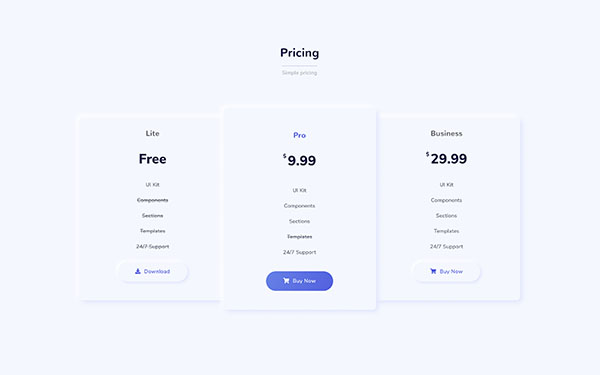 Pricing
Simple pricing
Lite
Free
UI Kit
Components
Sections
Templates
24/7 Support
Download
Pro
$9.99
UI Kit
Components
Sections
Templates
24/7 Support
Buy Now
Business
$29.99
UI Kit
Components
Sections
Templates
24/7 Support
Buy Now